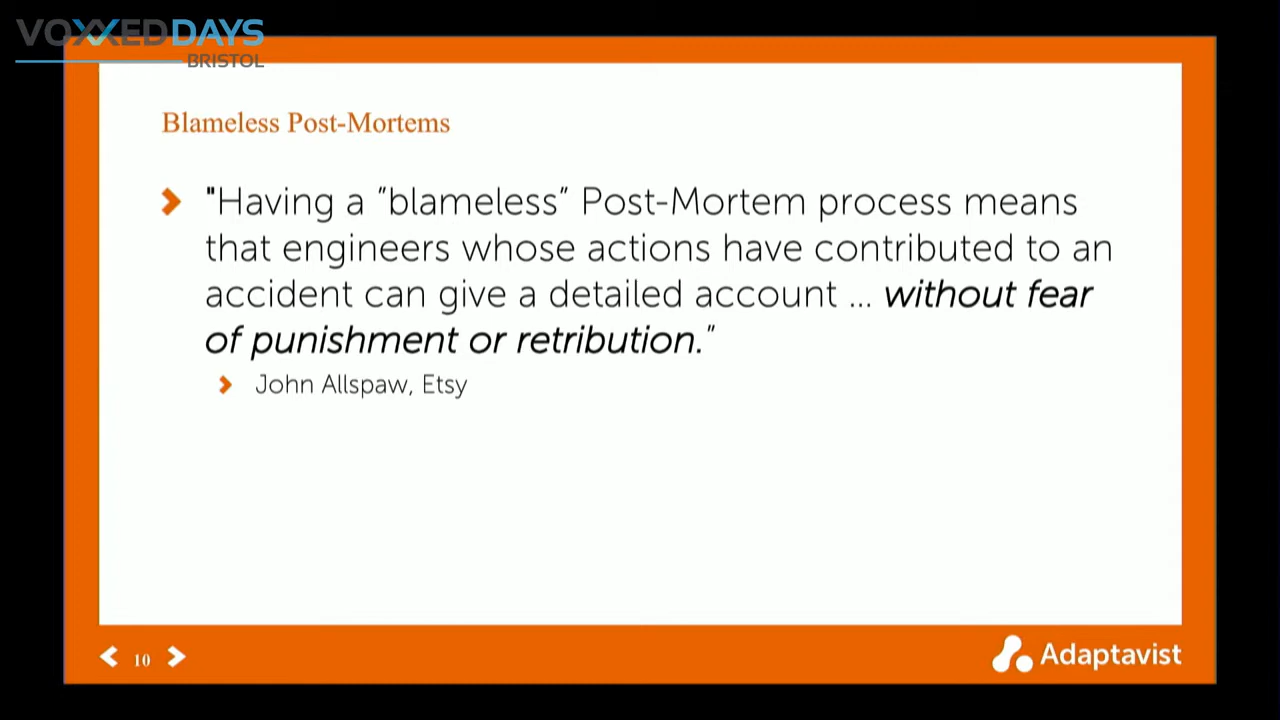 VOXXEDDAYS
BRISTOL
Blameless Post-Mortems
"Having a "blameless" Post-Mortem process means
that engineers whose actions have contributed to an
accident can give a detailed account ... without fear
of punishment or retribution."
John Allspaw, Etsy
10
Adaptavist